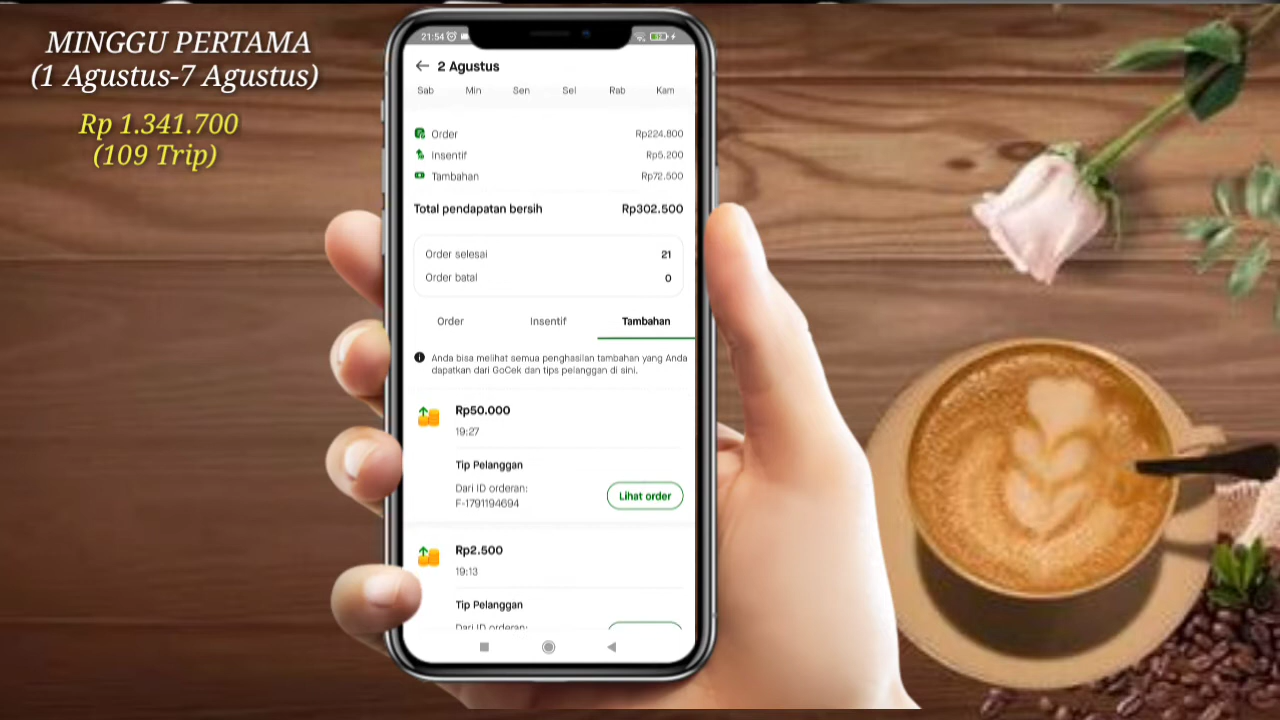 MINGGU PERTAMA
(1 Agustus-7 Agustus)
Rp 1.341.700
(109 Trip)
21:54
2 Agustus
Sab Min Sen Sel Rab Kam
Order Rp224.800
Insentif Rp5.200
Tambahan Rp72.500
Total pendapatan bersih Rp302.500
Order selesai 21
Order batal 0
Order Insentif Tambahan
Anda bisa melihat semua penghasilan tambahan yang Anda
dapatkan dari GoCek dan tips pelanggan di sini.
Rp50.000
19:27
Tip Pelanggan
Dari ID orderan:
F-1791194694
Lihat order
Rp2.500
19:13
Tip Pelanggan
Dari ID orderan: